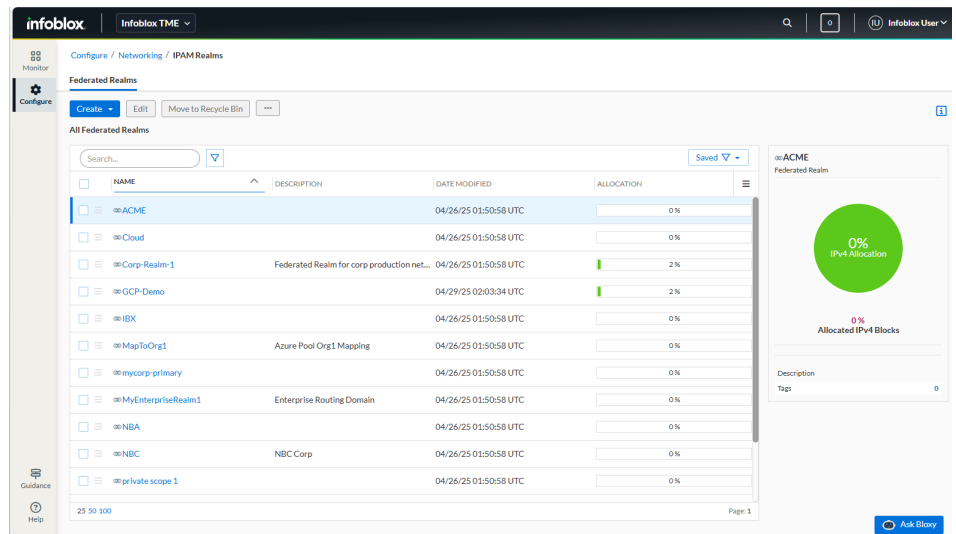 infoblox. Infoblox TME 0 IU Infoblox User
Monitor
Configure
Guidance
Help
Configure / Networking / IPAM Realms
Federated Realms
Create Edit Move to Recycle Bin ...
All Federated Realms
Search... Saved
NAME DESCRIPTION DATE MODIFIED ALLOCATION
ACME 04/26/25 01:50:58 UTC 0 %
Cloud 04/26/25 01:50:58 UTC 0 %
Corp-Realm-1 Federated Realm for corp production net... 04/26/25 01:50:58 UTC 2 %
GCP-Demo 04/29/25 02:03:34 UTC 2 %
IBX 04/26/25 01:50:58 UTC 0 %
MapToOrg1 Azure Pool Org1 Mapping 04/26/25 01:50:58 UTC 0 %
mycorp-primary 04/26/25 01:50:58 UTC 0 %
MyEnterpriseRealm1 Enterprise Routing Domain 04/26/25 01:50:58 UTC 0 %
NBA 04/26/25 01:50:58 UTC 0 %
NBC NBC Corp 04/26/25 01:50:58 UTC 0 %
private scope 1 04/26/25 01:50:58 UTC 0 %
25 50 100 Page: 1
ACME
Federated Realm
0%
IPv4 Allocation
0 %
Allocated IPv4 Blocks
Description
Tags 0
Ask Bloxy